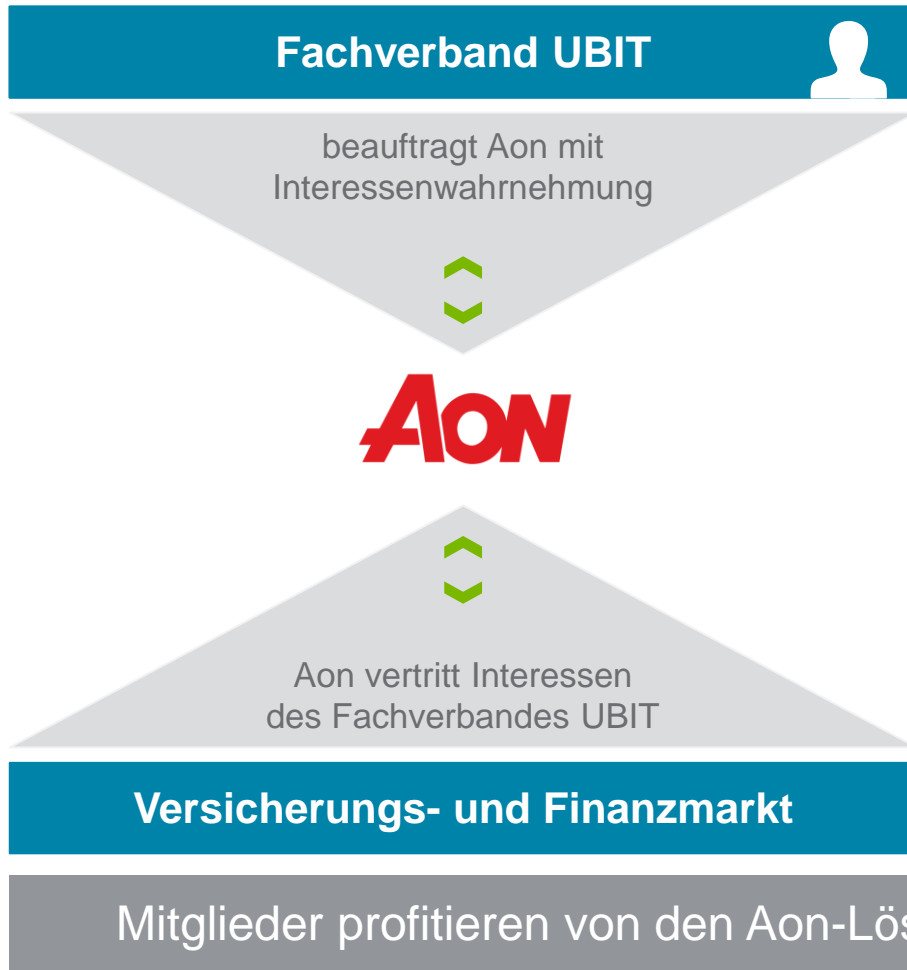 Fachverband UBIT
beauftragt Aon mit
Interessenwahrnehmung
AON
Aon vertritt Interessen
des Fachverbandes UBIT
Versicherungs- und Finanzmarkt
Mitglieder profitieren von den